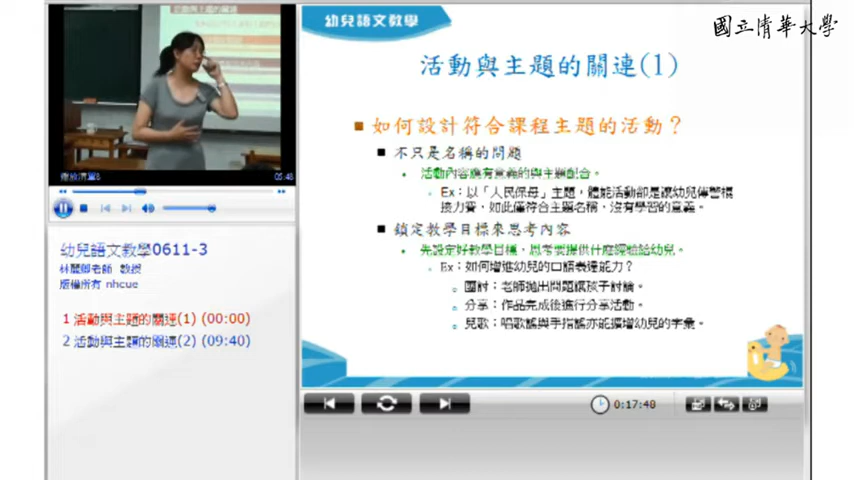 國立清華大學
幼兒語文教學
活動與主題的關連(1)
如何設計符合課程主題的活動？
不只是名稱的問題
活動內容應有意義的與主題配合。
Ex：以「人民保母」主題，體能活動卻是讓幼兒傳警棍
接力賽，如此僅符合主題名稱，沒有學習的意義。
鎖定教學目標來思考內容
先設定好教學目標，思考要提供什麼經驗給幼兒。
Ex：如何增進幼兒的口語表達能力？
團討：老師拋出問題讓孩子討論。
分享：作品完成後進行分享活動。
兒歌：唱歌謠與手指謠亦能擴增幼兒的字彙。
播放清單8
05:48
幼兒語文教學0611-3
林麗卿老師 教授
版權所有 nhcue
1 活動與主題的關連(1) (00:00)
2 活動與主題的關連(2) (09:40)
0:17:48